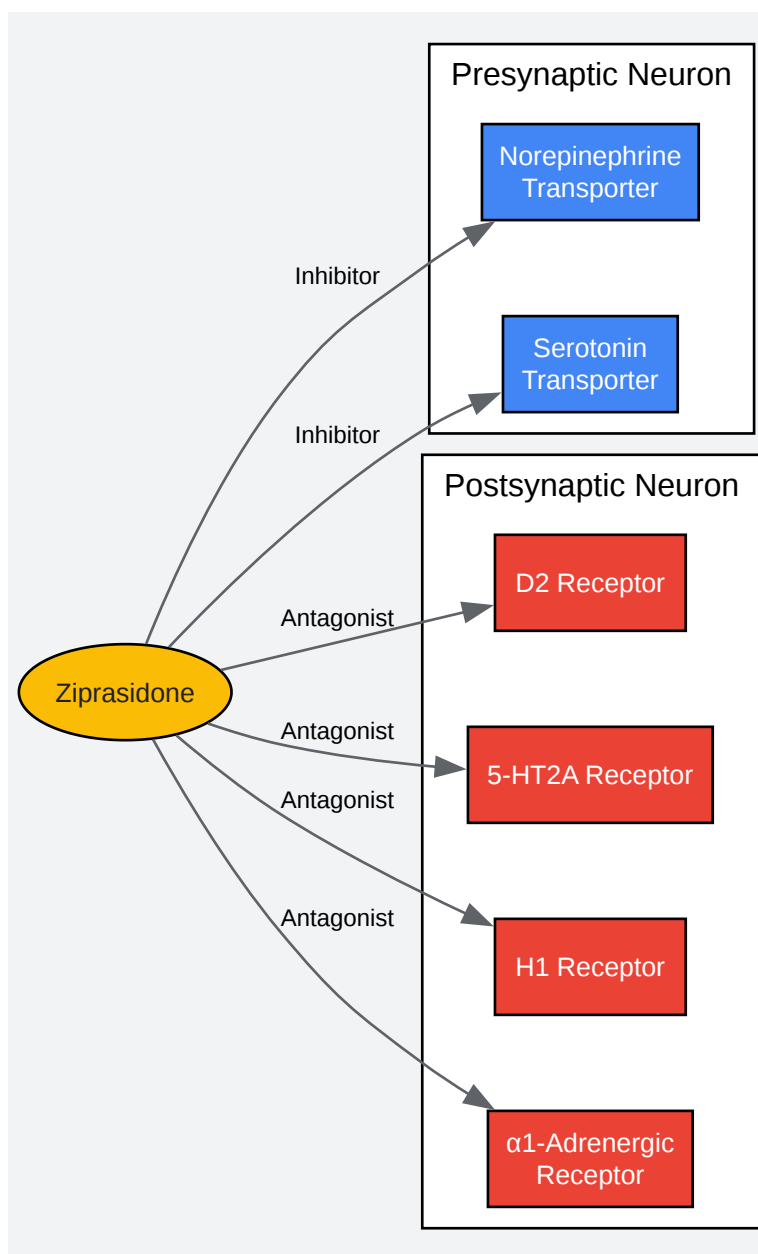 Presynaptic Neuron
Norepinephrine
Transporter
Inhibitor
Serotonin
Transporter
Inhibitor
Postsynaptic Neuron
D2 Receptor
Antagonist
Ziprasidone
Antagonist
5-HT2A Receptor
Antagonist
H1 Receptor
Antagonist
α1-Adrenergic
Receptor